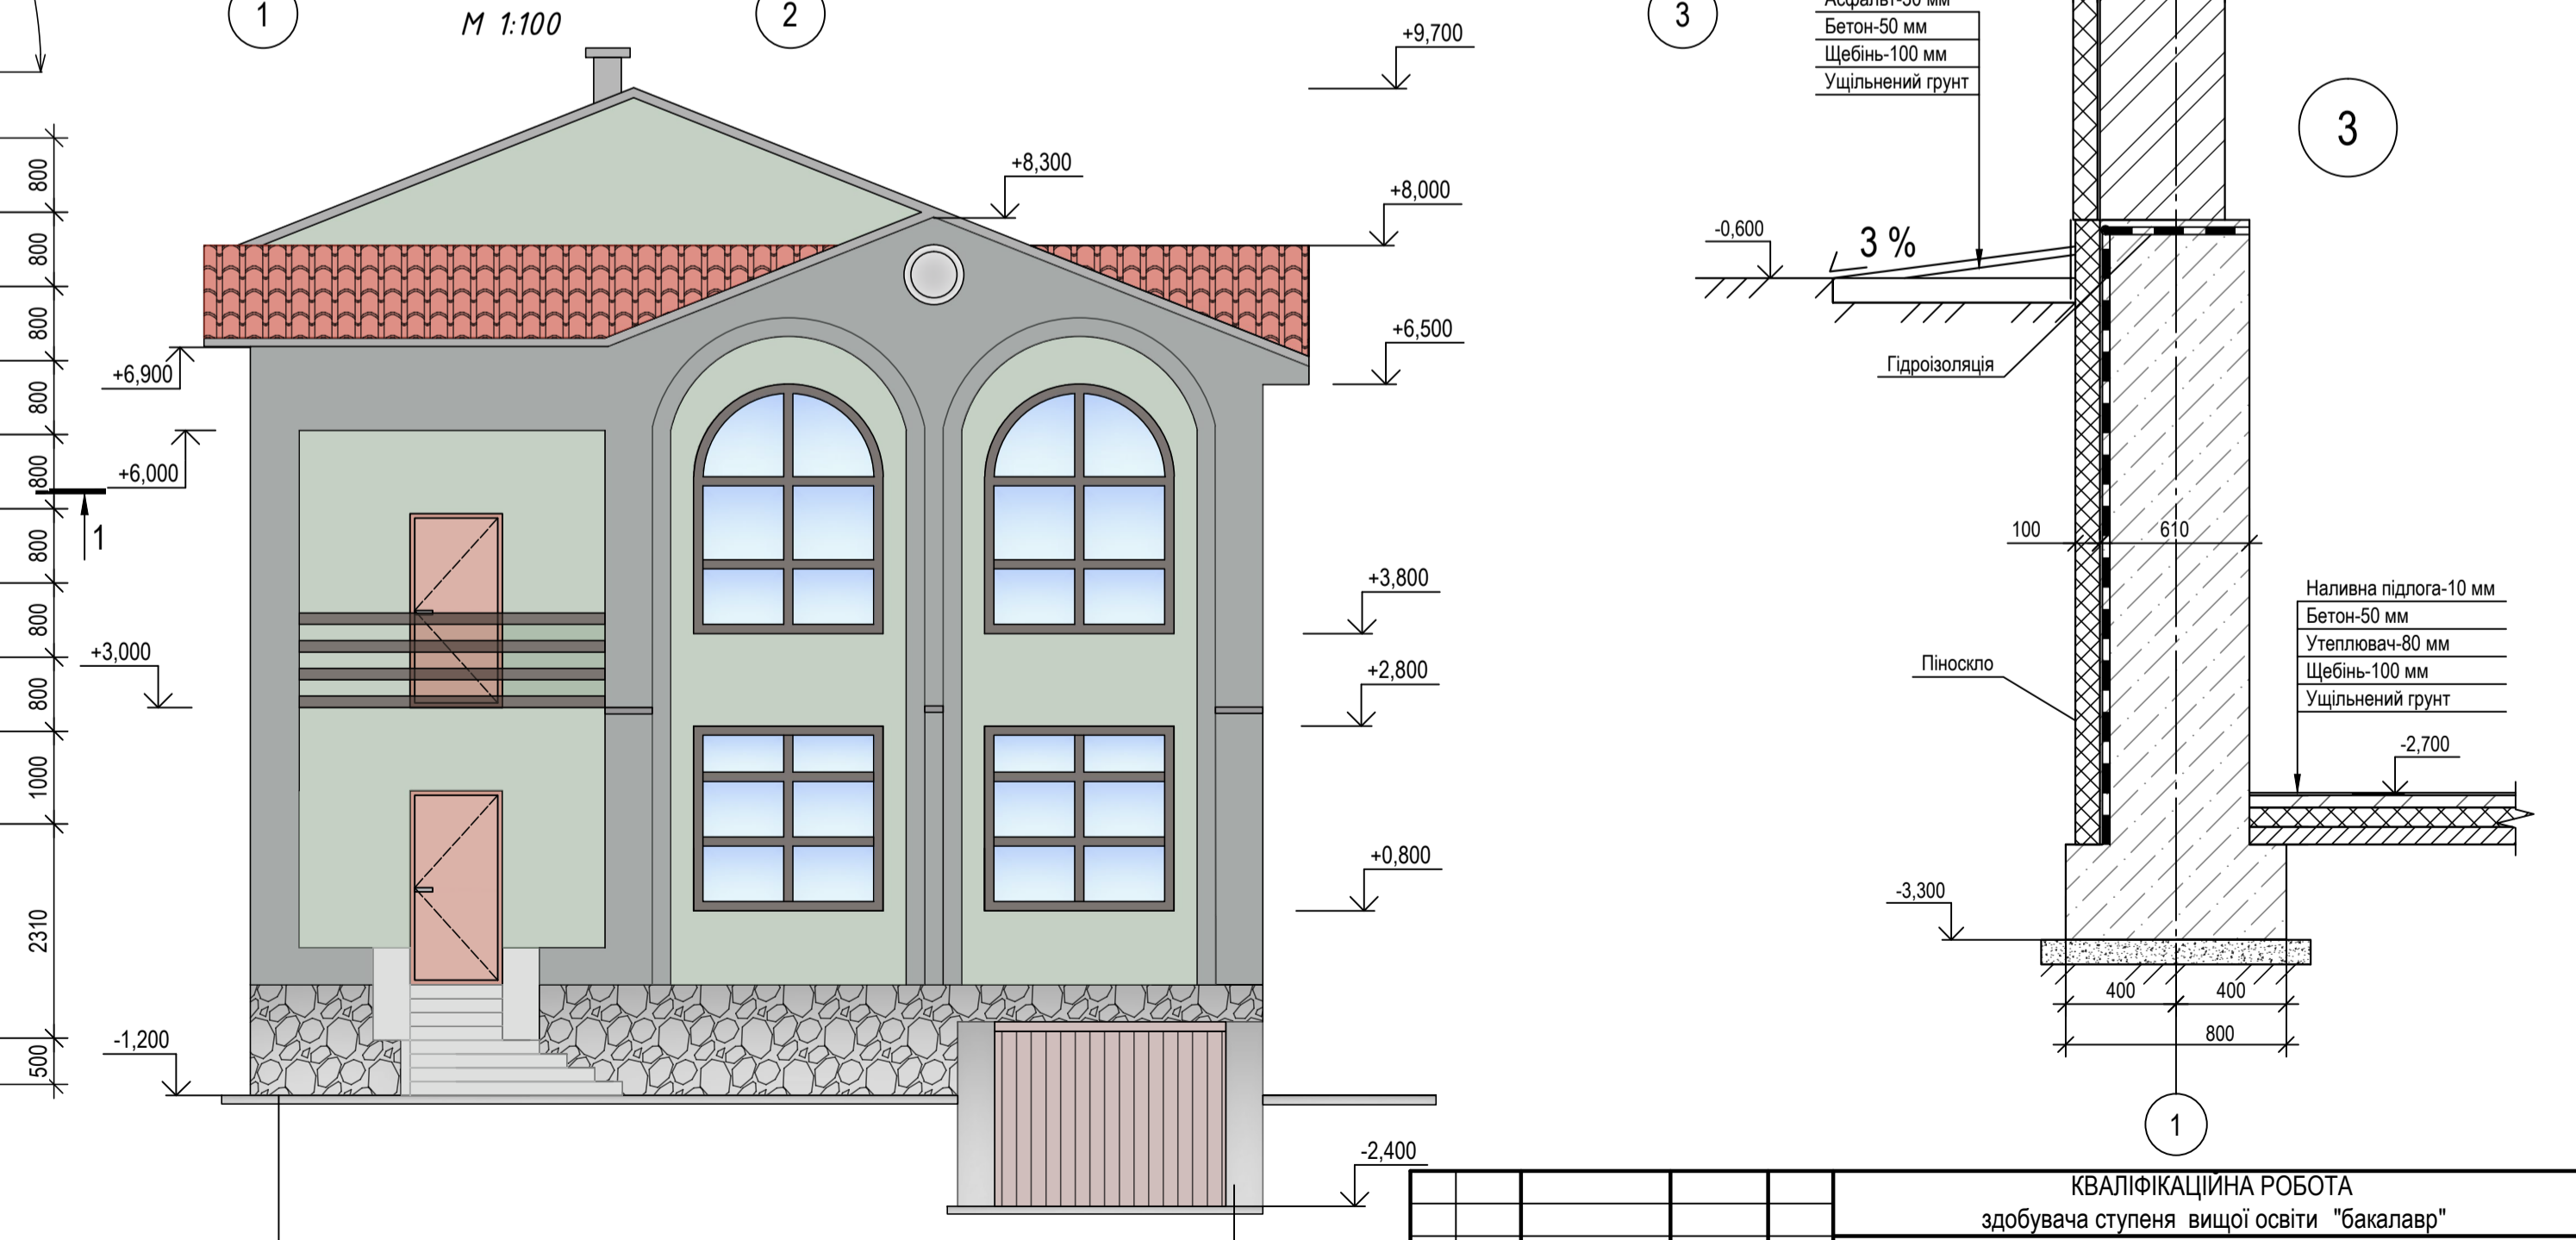 1
М 1:100
2
3
Асфальт-50 мм
Бетон-50 мм
Щебінь-100 мм
Ущільнений грунт
3
+9,700
+8,300
+8,000
+6,500
+3,800
+2,800
+0,800
-2,400
+6,900
+6,000
+3,000
-1,200
800
800
800
800
800
800
800
800
1000
2310
500
1
-0,600
3 %
Гідроізоляція
100
610
Піноскло
Наливна підлога-10 мм
Бетон-50 мм
Утеплювач-80 мм
Щебінь-100 мм
Ущільнений грунт
-2,700
-3,300
400
400
800
1
КВАЛІФІКАЦІЙНА РОБОТА
здобувача ступеня вищої освіти "бакалавр"